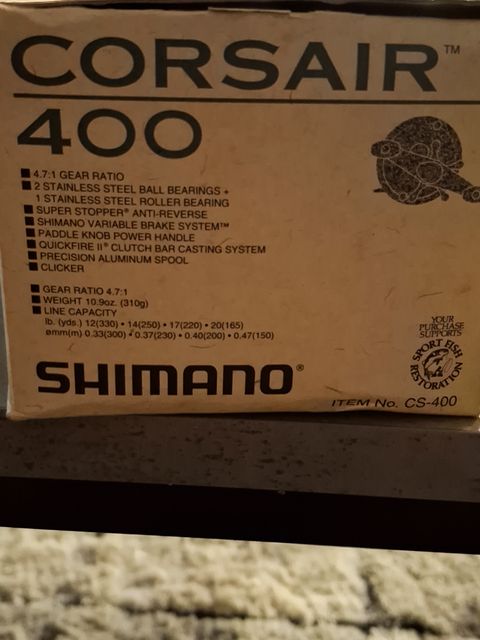 CORSAIR™
400
■ 4.7:1 GEAR RATIO
■ 2 STAINLESS STEEL BALL BEARINGS +
1 STAINLESS STEEL ROLLER BEARING
■ SUPER STOPPER® ANTI-REVERSE
■ SHIMANO VARIABLE BRAKE SYSTEM™
■ PADDLE KNOB POWER HANDLE
■ QUICKFIRE II® CLUTCH BAR CASTING SYSTEM
■ PRECISION ALUMINUM SPOOL
■ CLICKER
■ GEAR RATIO 4.7:1
■ WEIGHT 10.9oz. (310g)
■ LINE CAPACITY
lb. (yds.) 12(330) • 14(250) • 17(220) • 20(165)
ømm(m) 0.33(300) • 0.37(230) • 0.40(200) • 0.47(150)
YOUR
PURCHASE
SUPPORTS
SPORT FISH
RESTORATION
SHIMANO®
ITEM No. CS-400